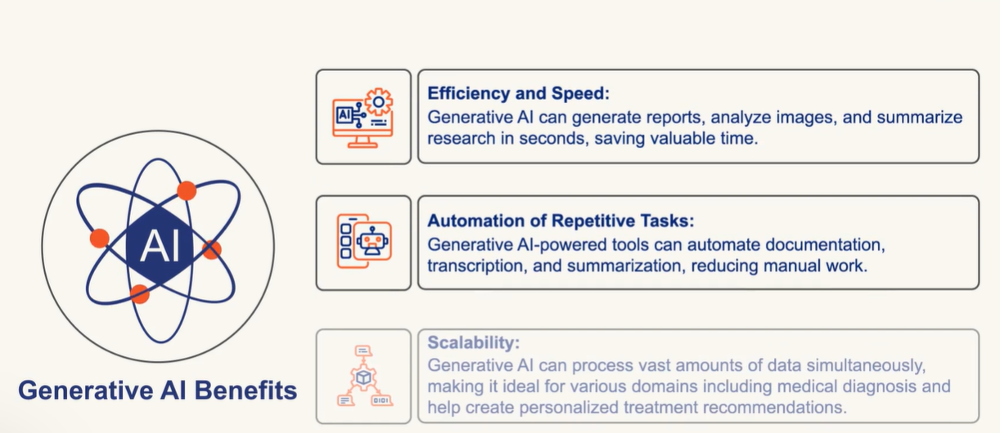 AI
Generative AI Benefits
AI
Efficiency and Speed:
Generative AI can generate reports, analyze images, and summarize
research in seconds, saving valuable time.
Automation of Repetitive Tasks:
Generative AI-powered tools can automate documentation,
transcription, and summarization, reducing manual work.
0101
Scalability:
Generative AI can process vast amounts of data simultaneously,
making it ideal for various domains including medical diagnosis and
help create personalized treatment recommendations.